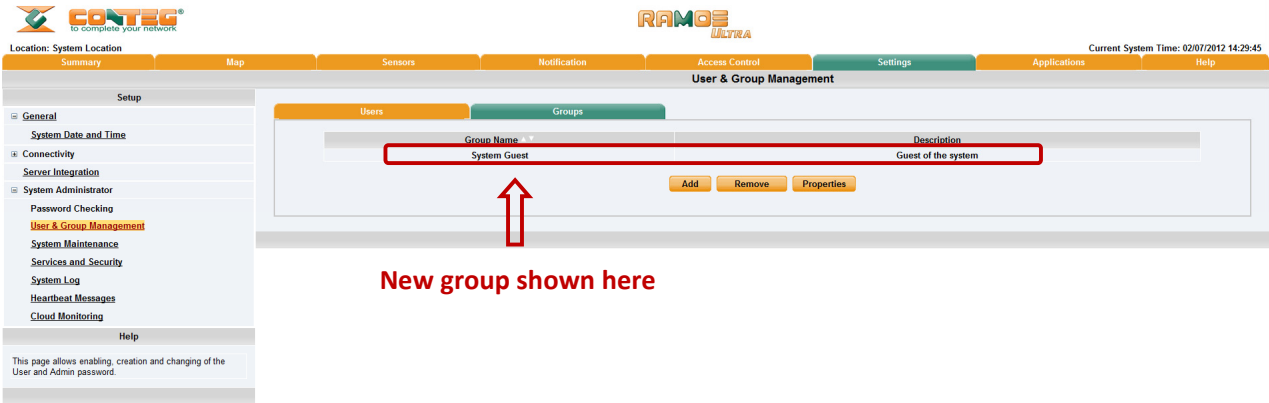 CONTEG®
to complete your network
RAMOS
ULTRA
Location: System Location
Current System Time: 02/07/2012 14:29:45
Summary Map Sensors Notification Access Control Settings Applications Help
User & Group Management
Setup
General
System Date and Time
Connectivity
Server Integration
System Administrator
Password Checking
User & Group Management
System Maintenance
Services and Security
System Log
Heartbeat Messages
Cloud Monitoring
Help
This page allows enabling, creation and changing of the
User and Admin password.
Users Groups
Group Name Description
System Guest Guest of the system
Add Remove Properties
New group shown here